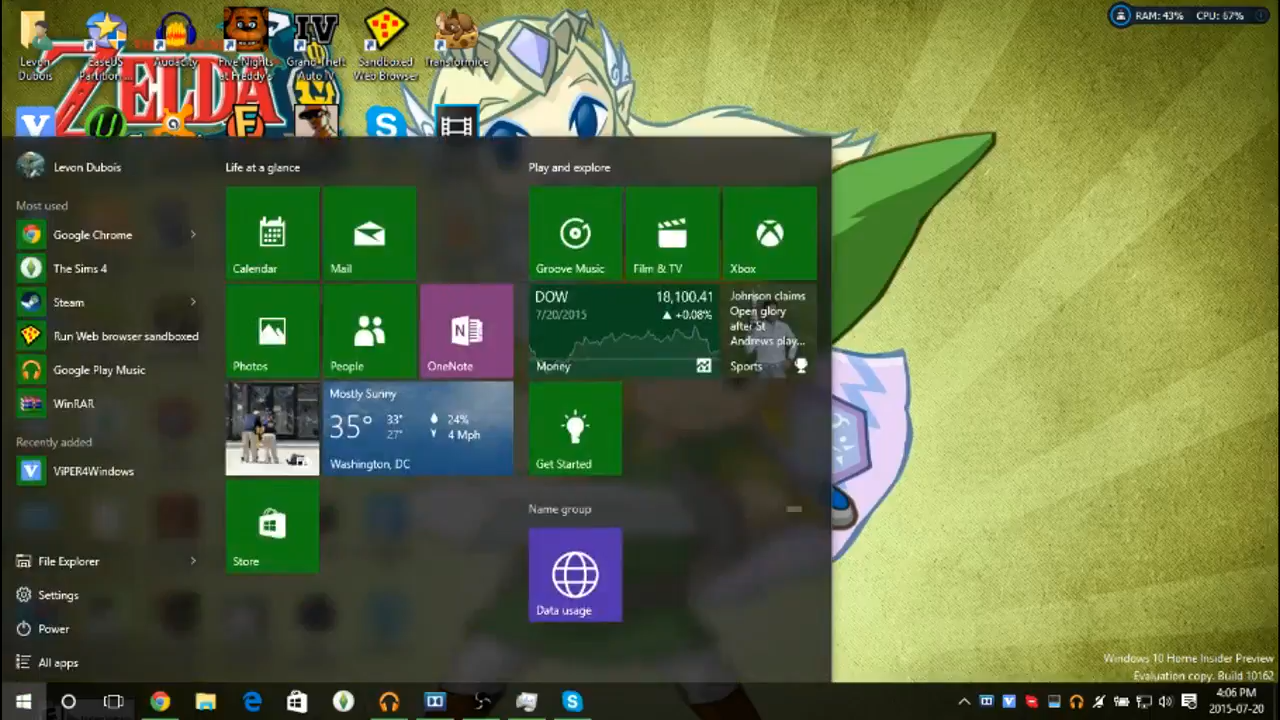 RAM: 43% CPU: 67%
Levon
Dubois
EaseUS
Partition ...
Audacity
Five Nights
at Freddy's
IV
Grand Theft
Auto IV
Sandboxed
Web Browser
Transformice
ZELDA
Levon Dubois
Most used
Google Chrome
The Sims 4
Steam
Run Web browser sandboxed
Google Play Music
WinRAR
Recently added
ViPER4Windows
File Explorer
Settings
Power
All apps
Life at a glance
Calendar
Mail
Photos
People
OneNote
Mostly Sunny
35° 33° 24%
27° 4 Mph
Washington, DC
Store
Play and explore
Groove Music
Film & TV
Xbox
DOW 18,100.41
7/20/2015 ▲ +0.08%
Money
Johnson claims
Open glory
after St
Andrews play...
Sports
Get Started
Name group
Data usage
Windows 10 Home Insider Preview
Evaluation copy. Build 10162
4:06 PM
2015-07-20